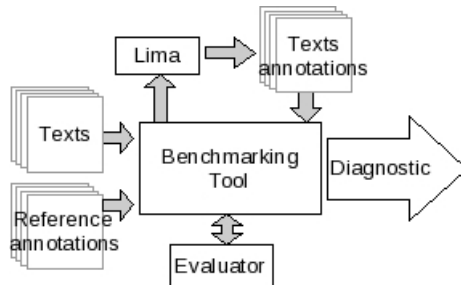 Lima
Texts
annotations
Texts
Benchmarking
Tool
Diagnostic
Reference
annotations
Evaluator